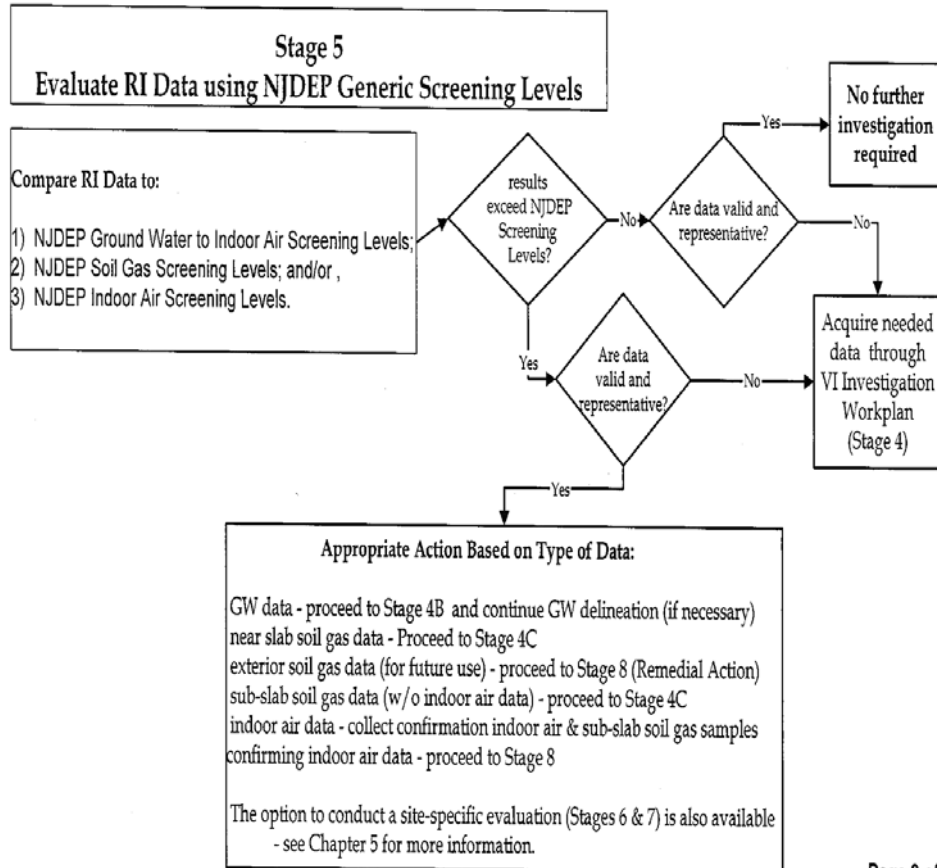 Stage 5
Evaluate RI Data using NJDEP Generic Screening Levels
Compare RI Data to:
1) NJDEP Ground Water to Indoor Air Screening Levels;
2) NJDEP Soil Gas Screening Levels; and/or ,
3) NJDEP Indoor Air Screening Levels.
results
exceed NJDEP
Screening
Levels?
No
Are data valid and
representative?
Yes
No further
investigation
required
No
Acquire needed
data through
VI Investigation
Workplan
(Stage 4)
Yes
Are data
valid and
representative?
No
Yes
Appropriate Action Based on Type of Data:
GW data - proceed to Stage 4B and continue GW delineation (if necessary)
near slab soil gas data - Proceed to Stage 4C
exterior soil gas data (for future use) - proceed to Stage 8 (Remedial Action)
sub-slab soil gas data (w/o indoor air data) - proceed to Stage 4C
indoor air data - collect confirmation indoor air & sub-slab soil gas samples
confirming indoor air data - proceed to Stage 8
The option to conduct a site-specific evaluation (Stages 6 & 7) is also available
- see Chapter 5 for more information.